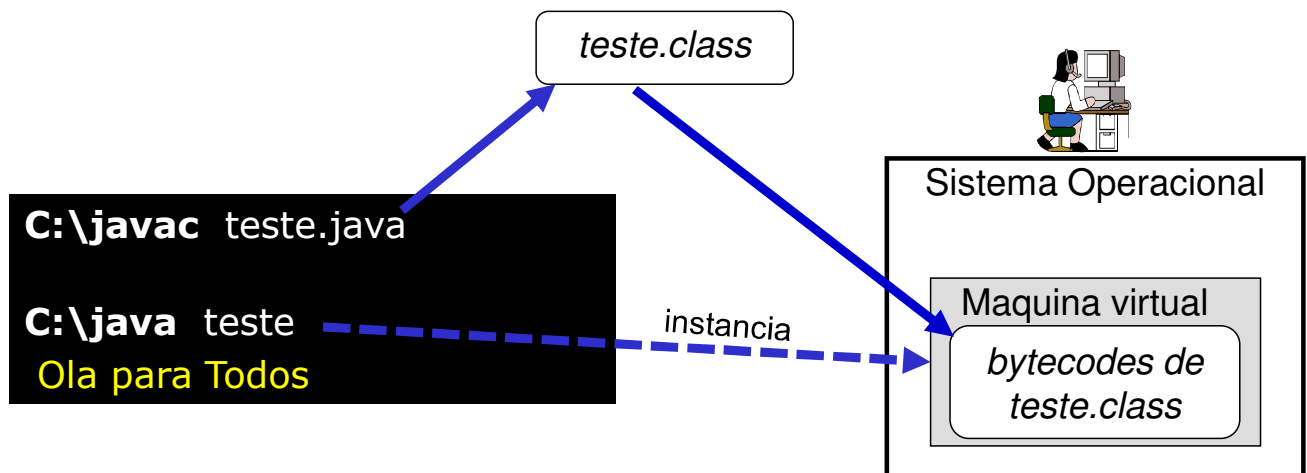 teste.class
Sistema Operacional
C:\javac teste.java
Maquina virtual
C:\java teste
instancia
bytecodes de
teste.class
Ola para Todos